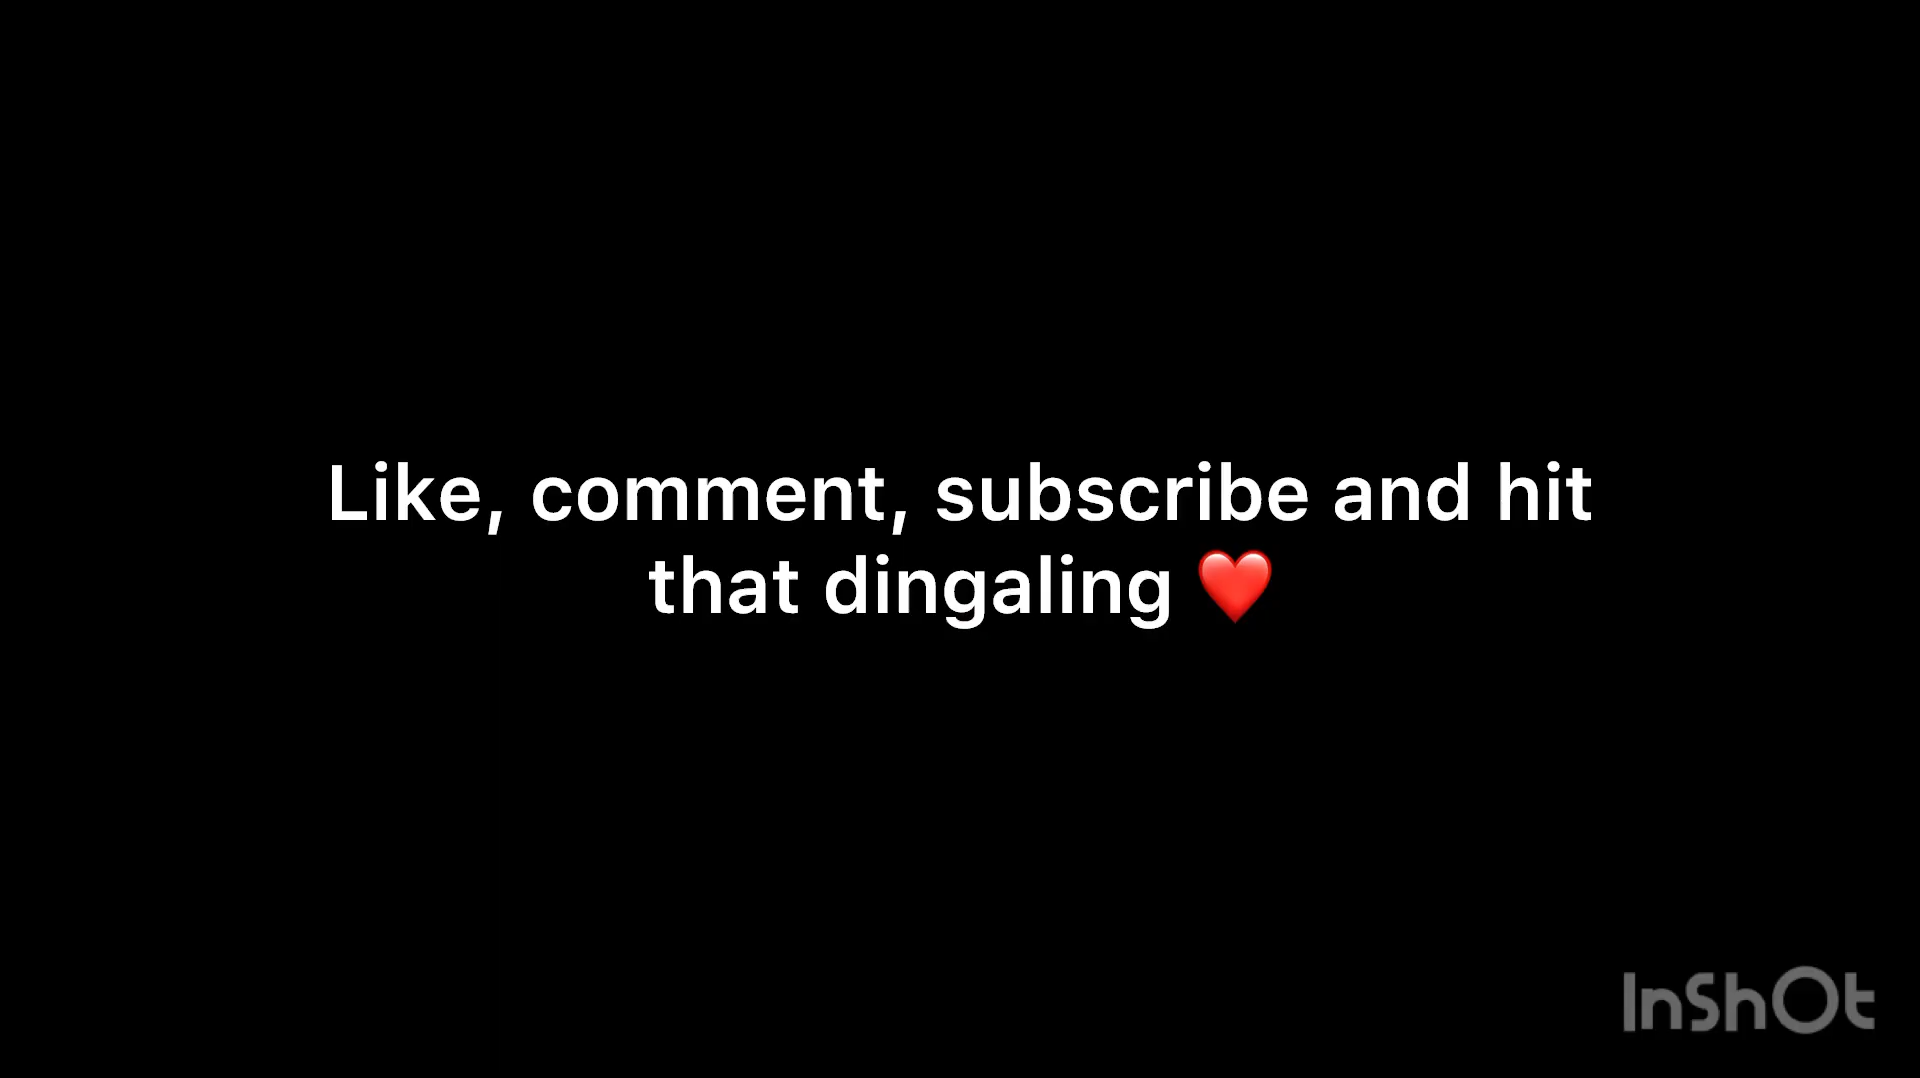 Like, comment, subscribe and hit
that dingaling ❤️
InShOt